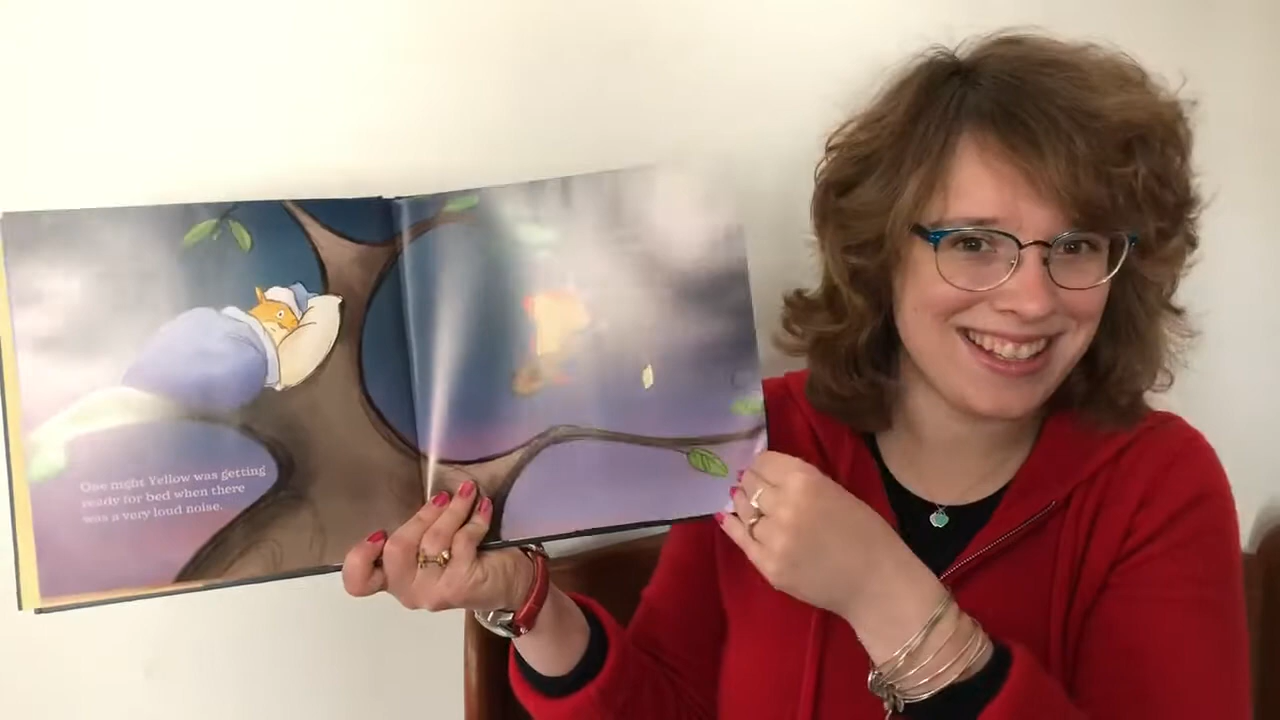 One night Yellow was getting
ready for bed when there
was a very loud noise.